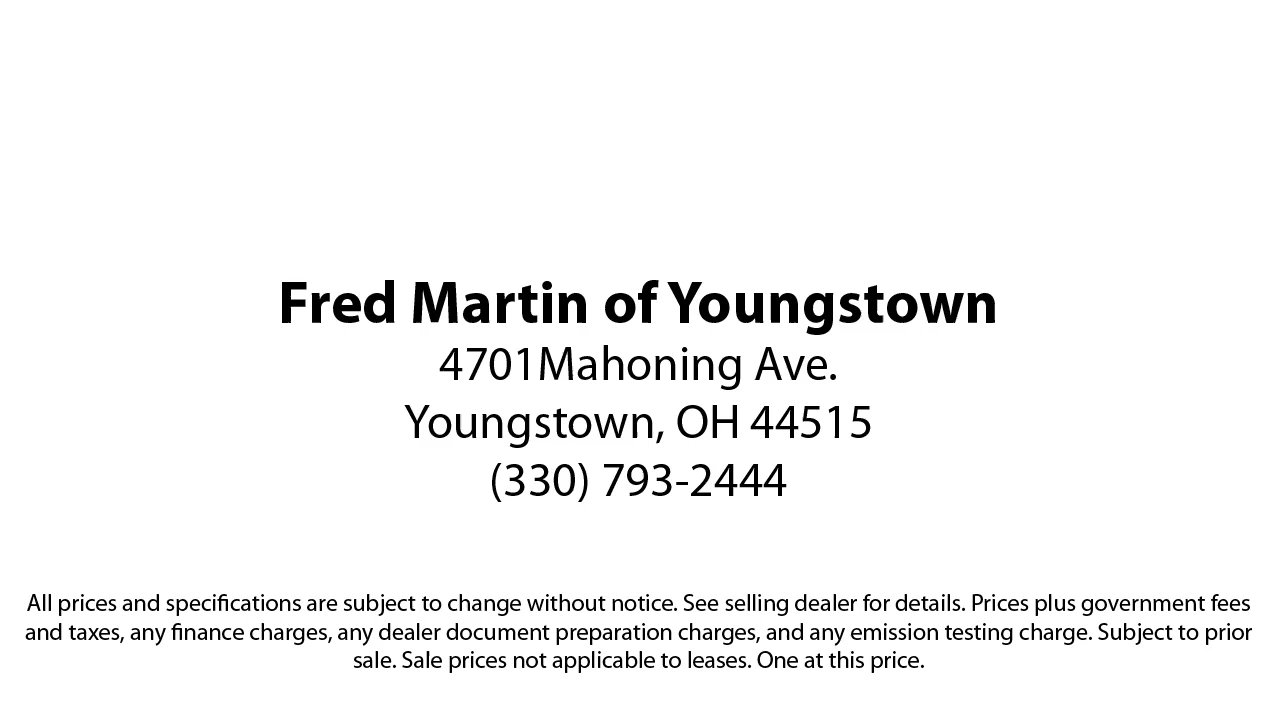 Fred Martin of Youngstown
4701Mahoning Ave.
Youngstown, OH 44515
(330) 793-2444
All prices and specifications are subject to change without notice. See selling dealer for details. Prices plus government fees
and taxes, any finance charges, any dealer document preparation charges, and any emission testing charge. Subject to prior
sale. Sale prices not applicable to leases. One at this price.